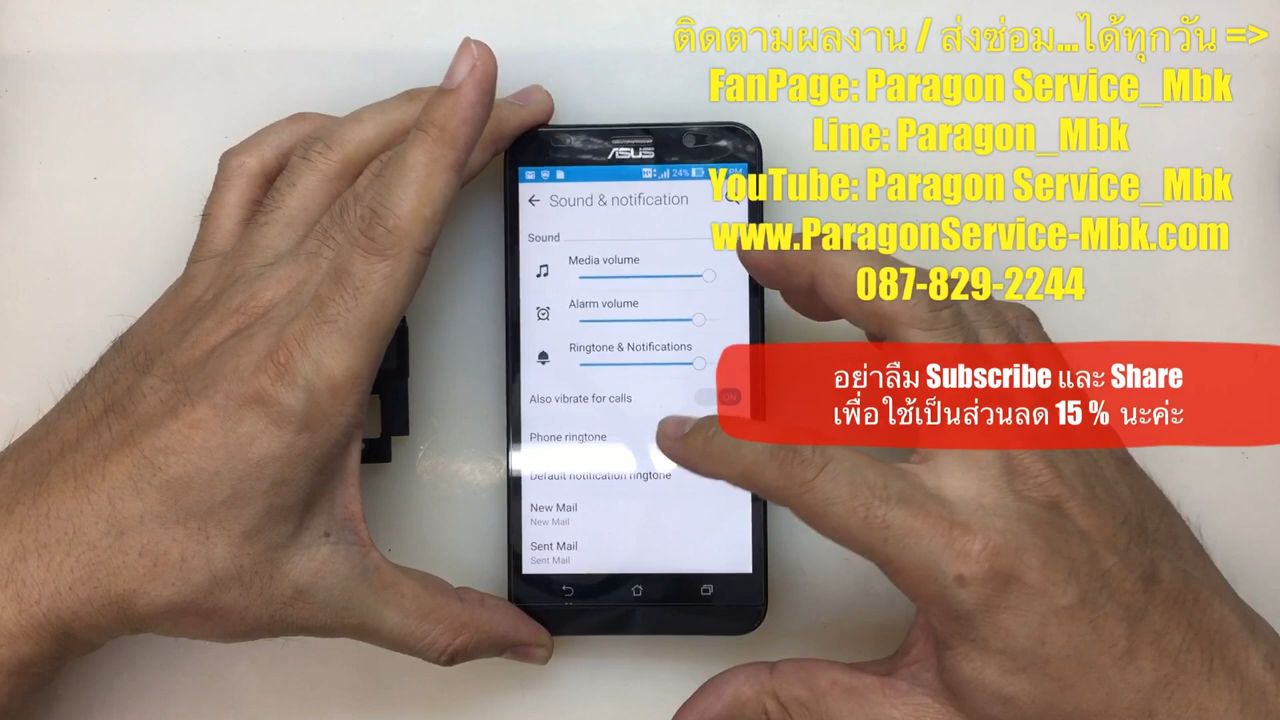 ติดตามผลงาน / ส่งซ่อม...ได้ทุกวัน =>
FanPage: Paragon Service_Mbk
Line: Paragon_Mbk
YouTube: Paragon Service_Mbk
www.ParagonService-Mbk.com
087-829-2244
อย่าลืม Subscribe และ Share
เพื่อใช้เป็นส่วนลด 15 % นะค่ะ
ASUS
24%
PM
Sound & notification
Sound
Media volume
Alarm volume
Ringtone & Notifications
Also vibrate for calls
ON
Phone ringtone
Default notification ringtone
New Mail
New Mail
Sent Mail
Sent Mail